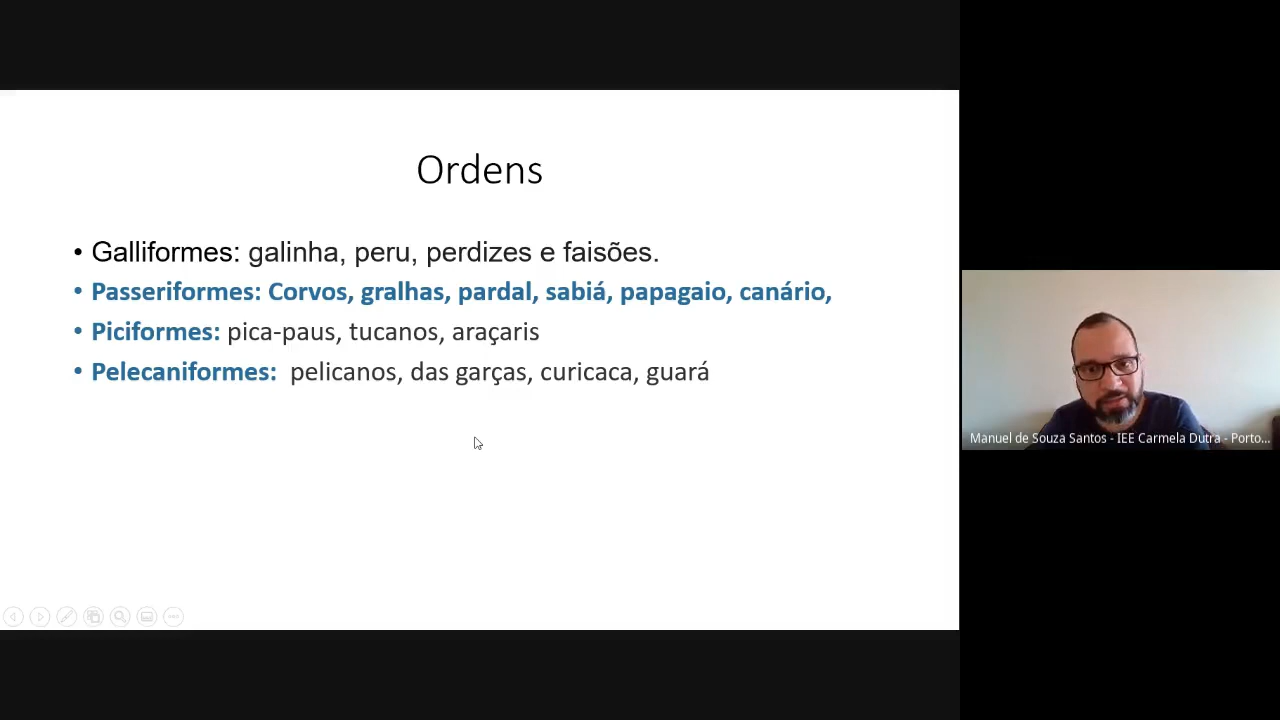 Ordens
• Galliformes: galinha, peru, perdizes e faisões.
• Passeriformes: Corvos, gralhas, pardal, sabiá, papagaio, canário,
• Piciformes: pica-paus, tucanos, araçaris
• Pelecaniformes: pelicanos, das garças, curicaca, guará
Manuel de Souza Santos - IEE Carmela Dutra - Porto...